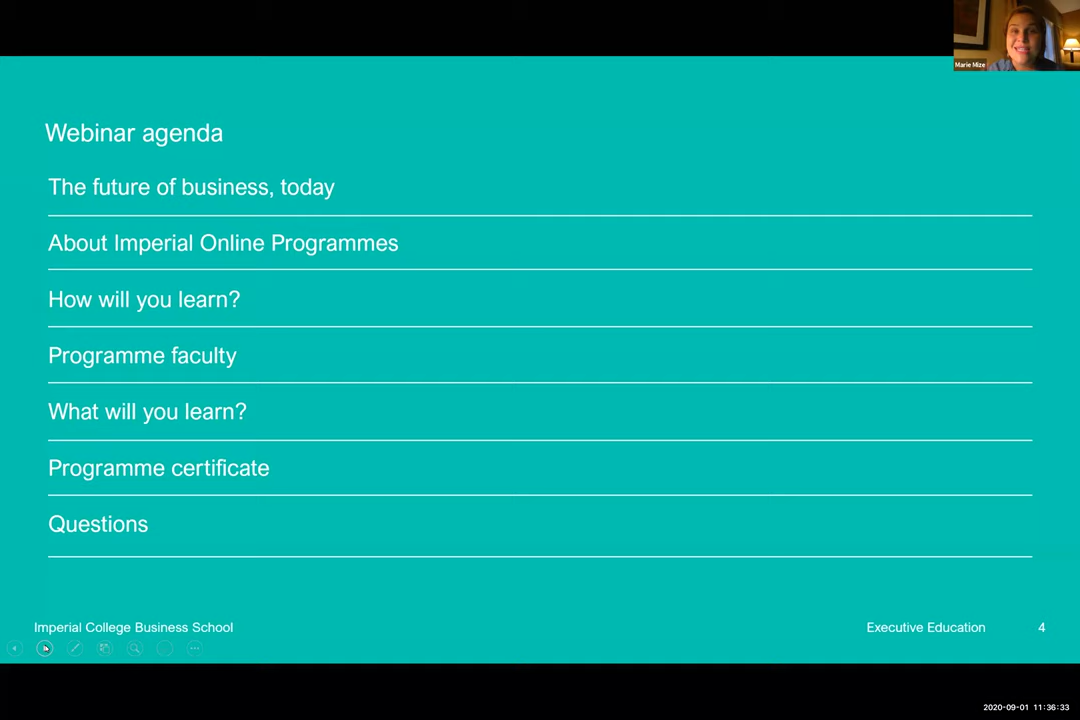 Marie Mize
Webinar agenda
The future of business, today
About Imperial Online Programmes
How will you learn?
Programme faculty
What will you learn?
Programme certificate
Questions
Imperial College Business School
Executive Education
4
2020-09-01 11:36:33